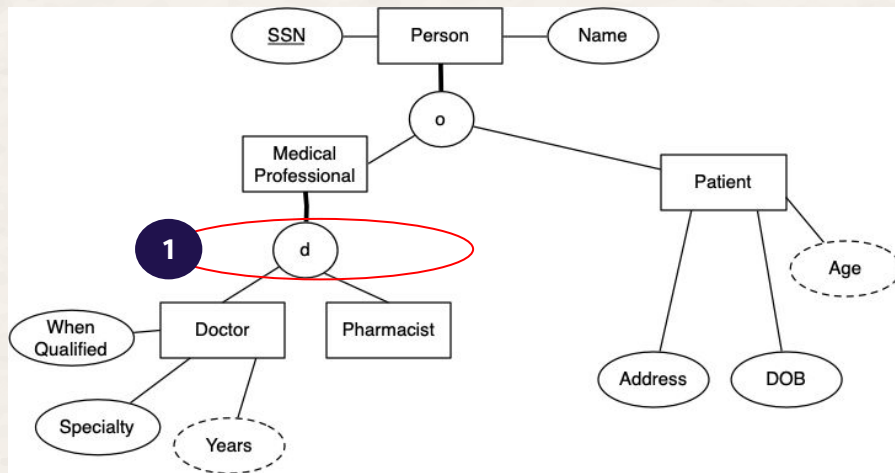 SSN
Person
Name
o
Medical
Professional
Patient
1
d
Age
When
Qualified
Doctor
Pharmacist
Address
DOB
Specialty
Years